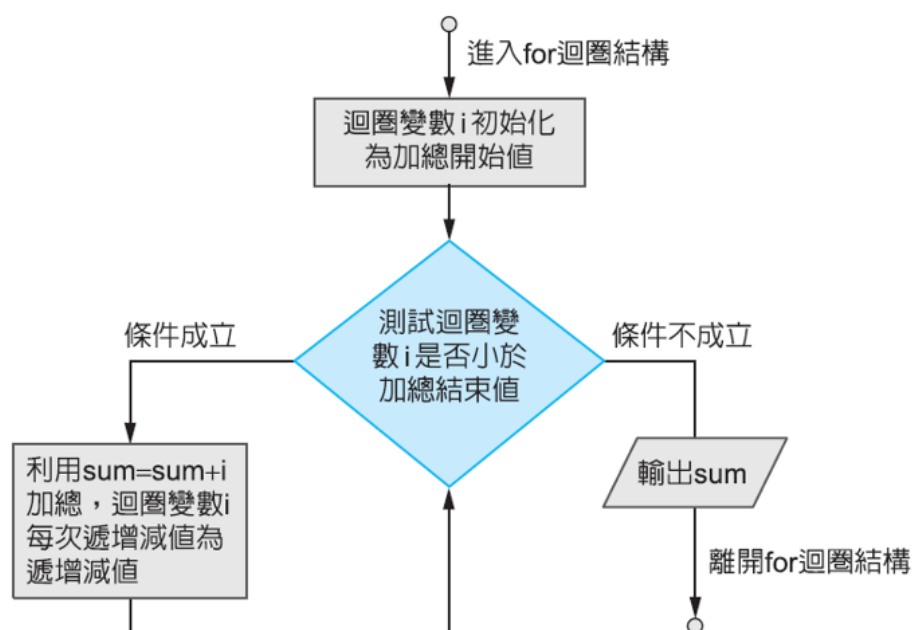 進入for迴圈結構
迴圈變數i初始化
為加總開始值
測試迴圈變
數i是否小於
加總結束值
條件成立
條件不成立
利用sum=sum+i
加總，迴圈變數i
每次遞增減值為
遞增減值
輸出sum
離開for迴圈結構